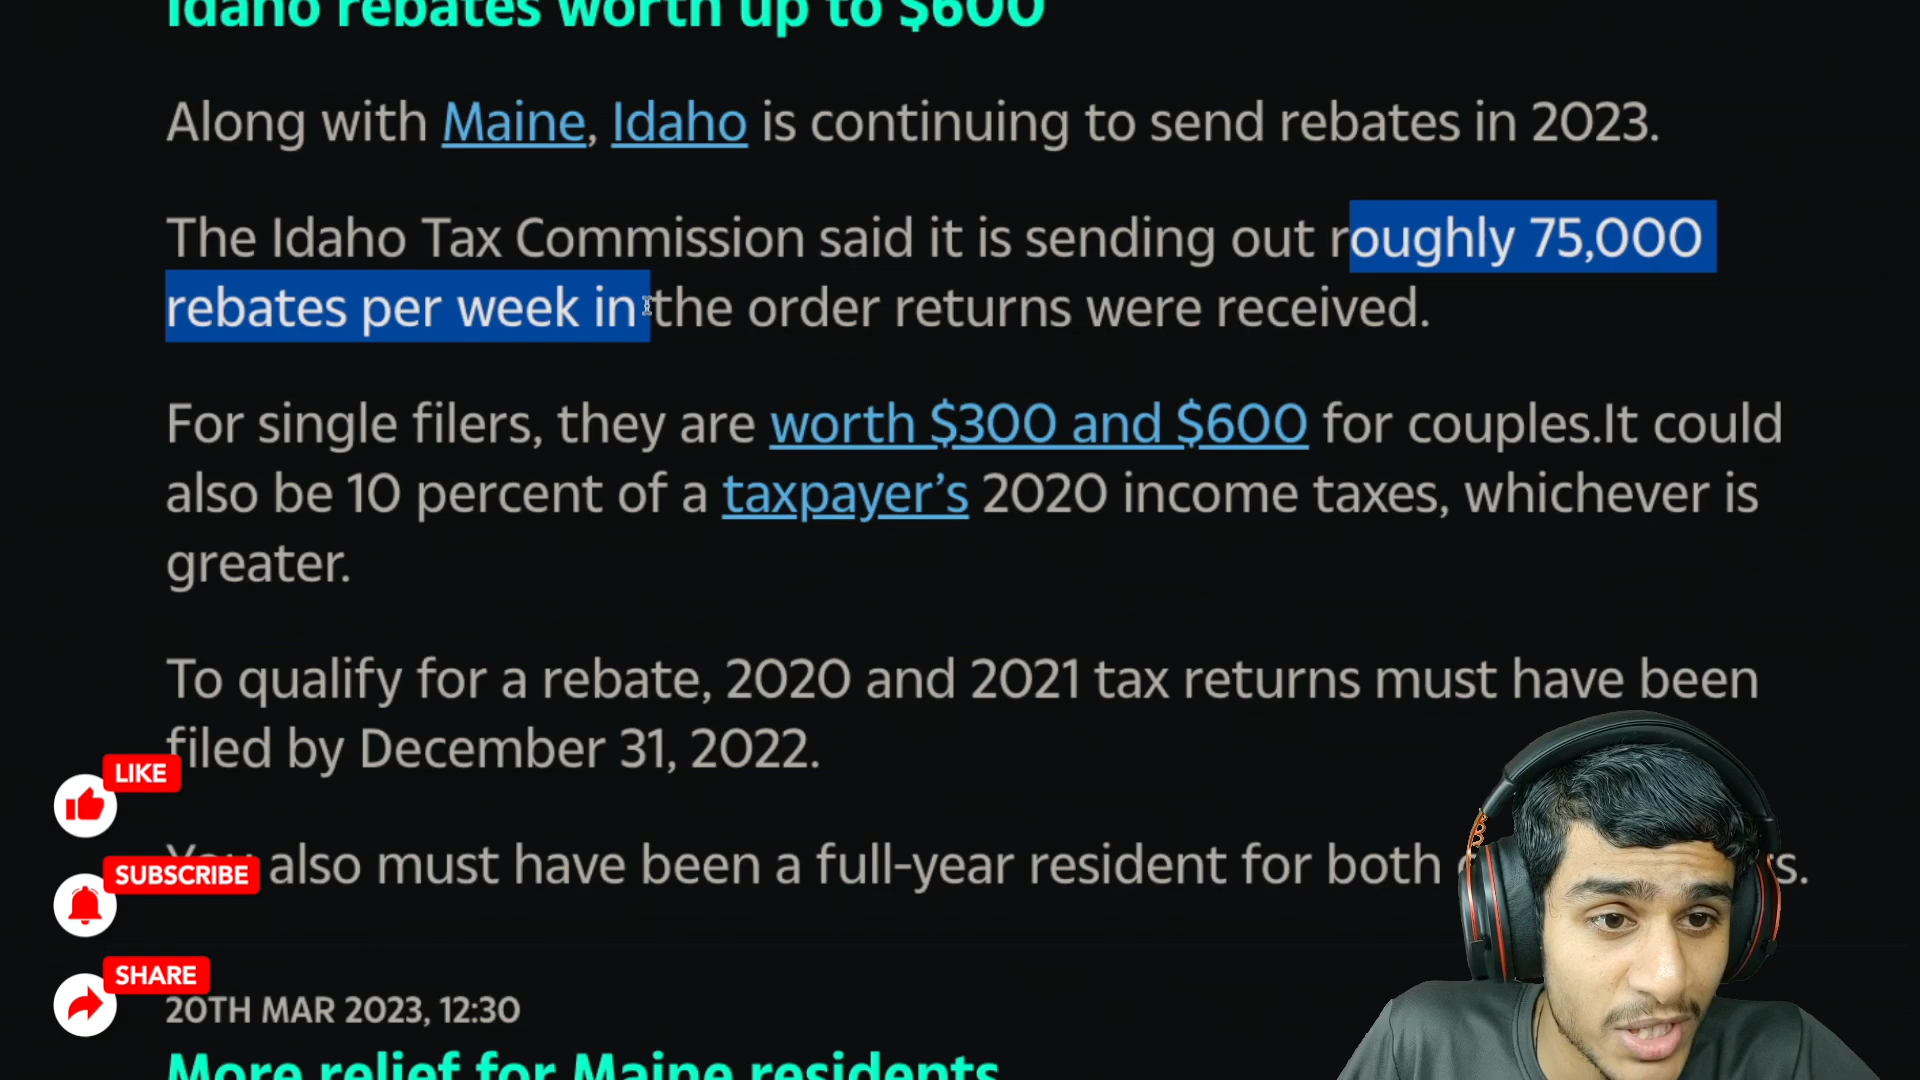 Idaho rebates worth up to $600
Along with Maine, Idaho is continuing to send rebates in 2023.
The Idaho Tax Commission said it is sending out roughly 75,000
rebates per week in the order returns were received.
For single filers, they are worth $300 and $600 for couples.It could
also be 10 percent of a taxpayer's 2020 income taxes, whichever is
greater.
To qualify for a rebate, 2020 and 2021 tax returns must have been
filed by December 31, 2022.
LIKE
also must have been a full-year resident for both
SUBSCRIBE
SHARE
20TH MAR 2023, 12:30
More relief for Maine residents